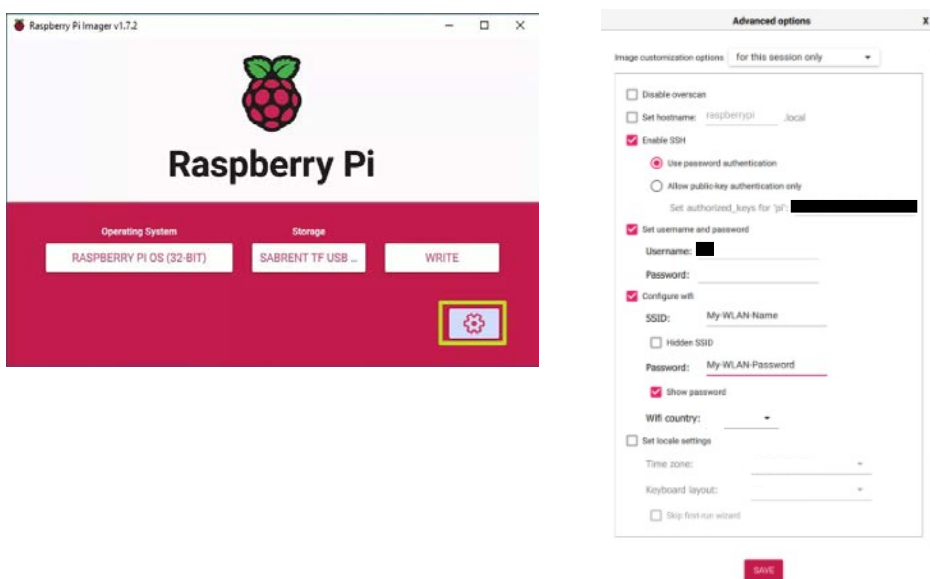 Raspberry Pi Imager v1.7.2
Raspberry Pi
Operating System
Storage
RASPBERRY PI OS (32-BIT)
SABRENT TF USB ...
WRITE
Advanced options
X
Image customization options
for this session only
Disable overscan
Set hostname: raspberrypi .local
Enable SSH
Use password authentication
Allow public-key authentication only
Set authorized_keys for 'pi':
Set username and password
Username:
Password:
Configure wifi
SSID: My-WLAN-Name
Hidden SSID
Password: My-WLAN-Password
Show password
Wifi country:
Set locale settings
Time zone:
Keyboard layout:
Skip first-run wizard
SAVE